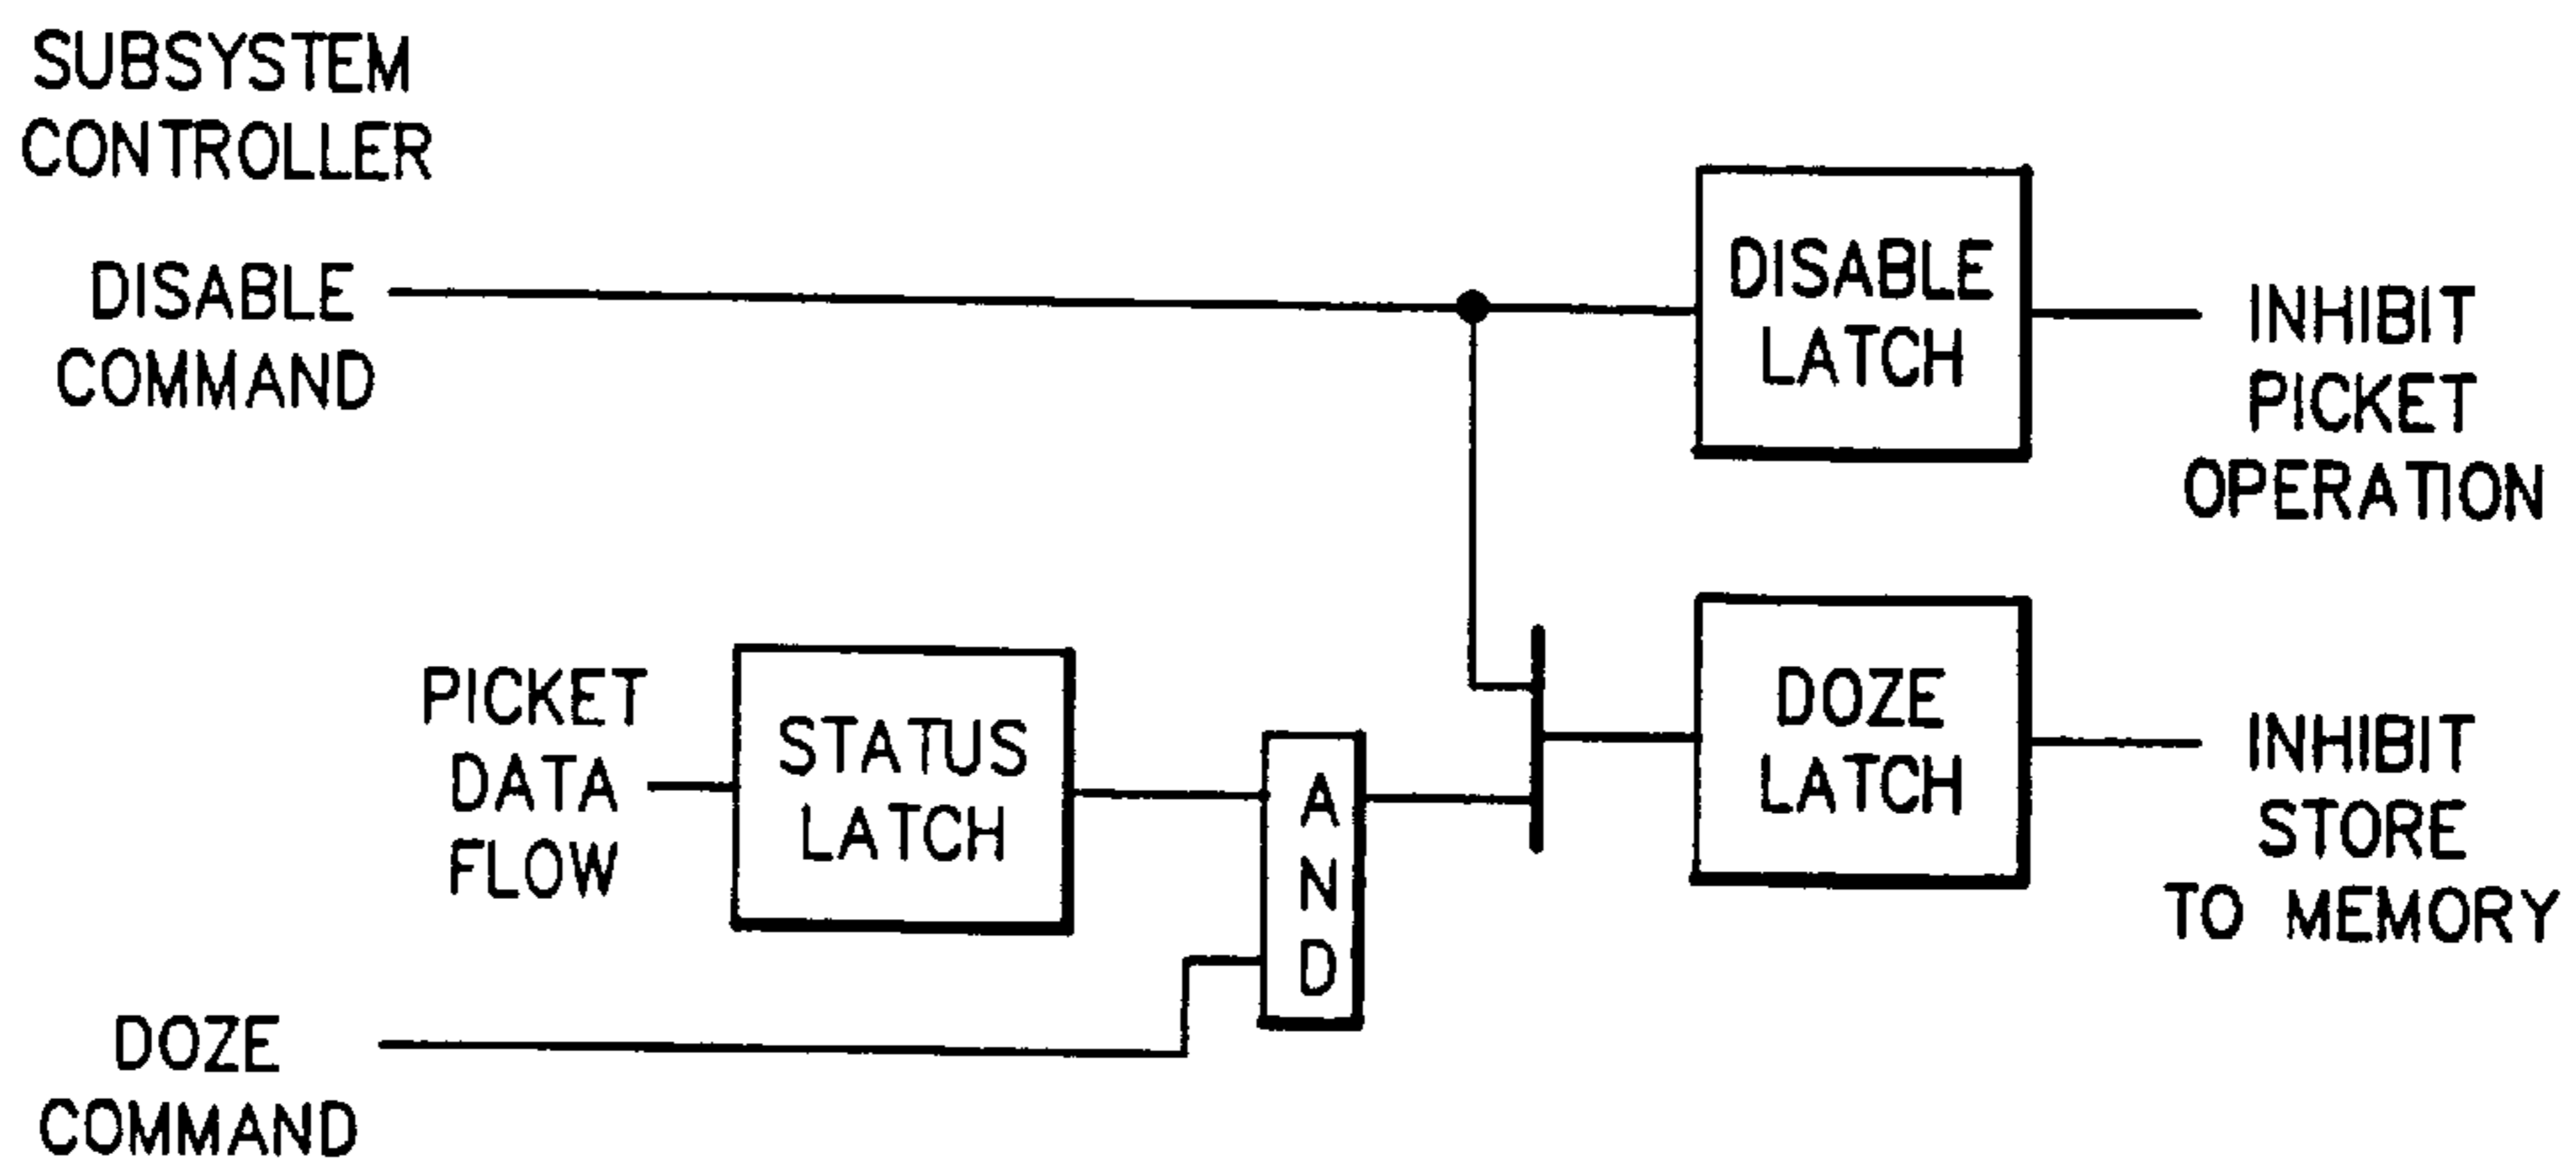 SUBSYSTEM
CONTROLLER
DISABLE
COMMAND
DISABLE
LATCH
INHIBIT
PICKET
OPERATION
PICKET
DATA
FLOW
STATUS
LATCH
AND
DOZE
LATCH
INHIBIT
STORE
TO MEMORY
DOZE
COMMAND